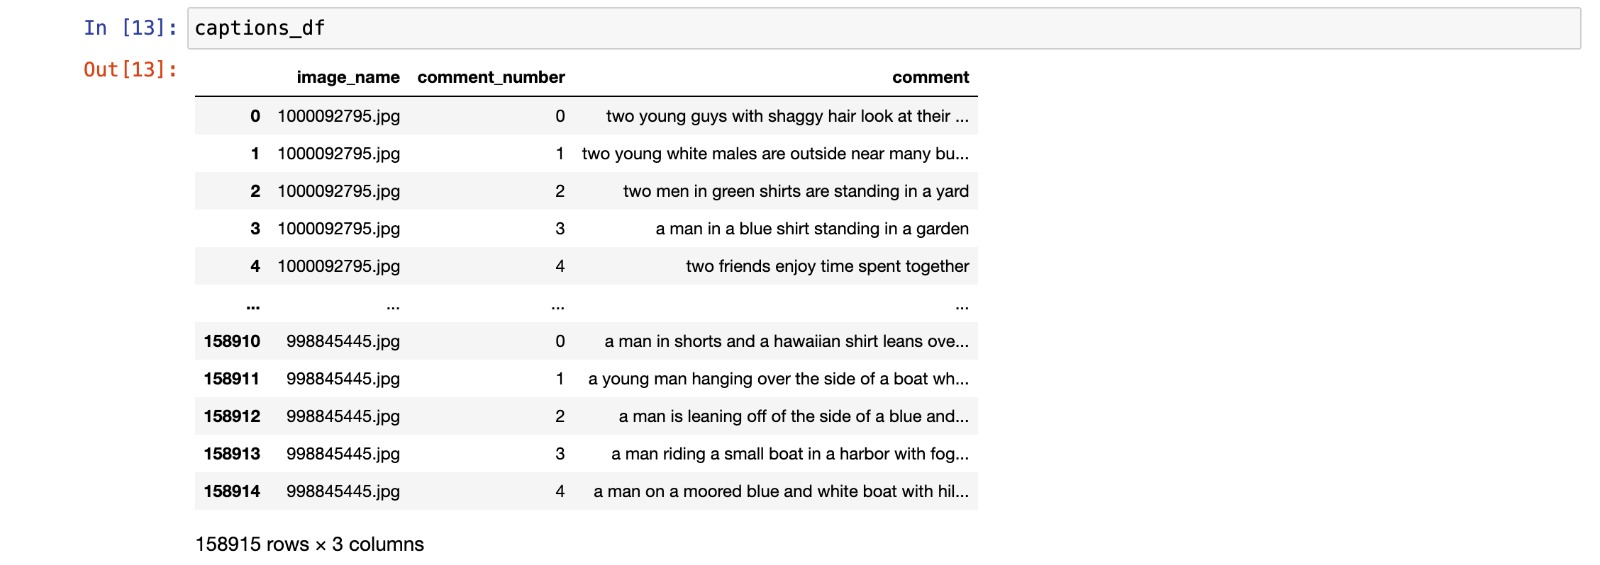 In [13]: captions_df
Out[13]:
image_name comment_number comment
0 1000092795.jpg 0 two young guys with shaggy hair look at their ...
1 1000092795.jpg 1 two young white males are outside near many bu...
2 1000092795.jpg 2 two men in green shirts are standing in a yard
3 1000092795.jpg 3 a man in a blue shirt standing in a garden
4 1000092795.jpg 4 two friends enjoy time spent together
... ... ... ...
158910 998845445.jpg 0 a man in shorts and a hawaiian shirt leans ove...
158911 998845445.jpg 1 a young man hanging over the side of a boat wh...
158912 998845445.jpg 2 a man is leaning off of the side of a blue and...
158913 998845445.jpg 3 a man riding a small boat in a harbor with fog...
158914 998845445.jpg 4 a man on a moored blue and white boat with hil...
158915 rows × 3 columns